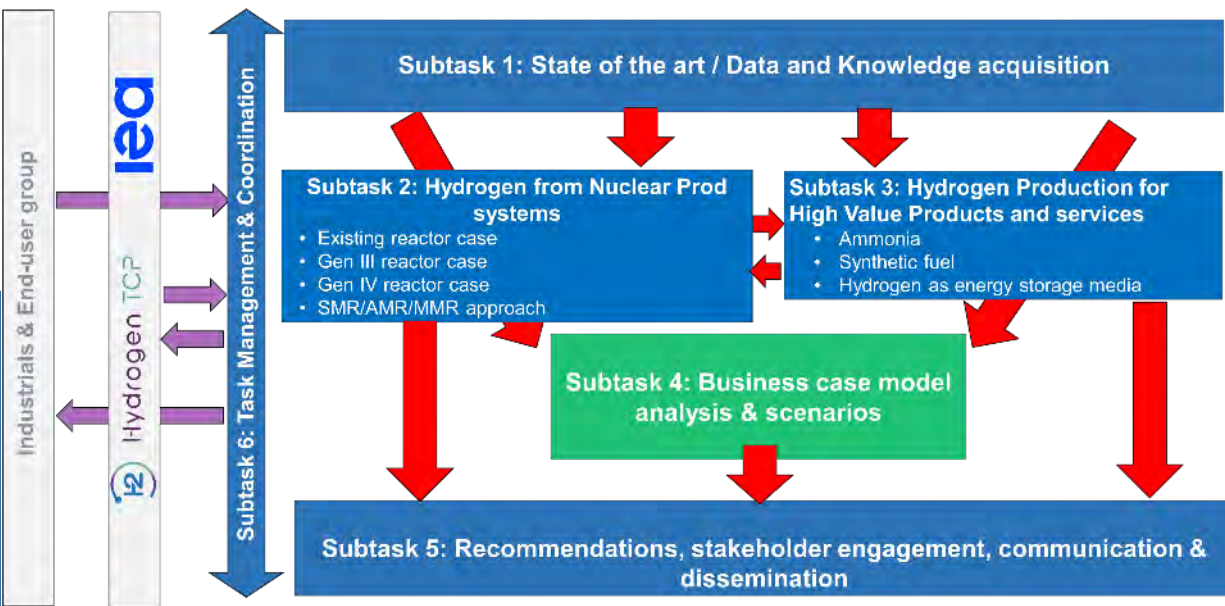 Industrials & End-user group
iea
H2 Hydrogen TCP
Subtask 6: Task Management & Coordination
Subtask 1: State of the art / Data and Knowledge acquisition
Subtask 2: Hydrogen from Nuclear Prod
systems
• Existing reactor case
• Gen III reactor case
• Gen IV reactor case
• SMR/AMR/MMR approach
Subtask 3: Hydrogen Production for
High Value Products and services
• Ammonia
• Synthetic fuel
• Hydrogen as energy storage media
Subtask 4: Business case model
analysis & scenarios
Subtask 5: Recommendations, stakeholder engagement, communication &
dissemination